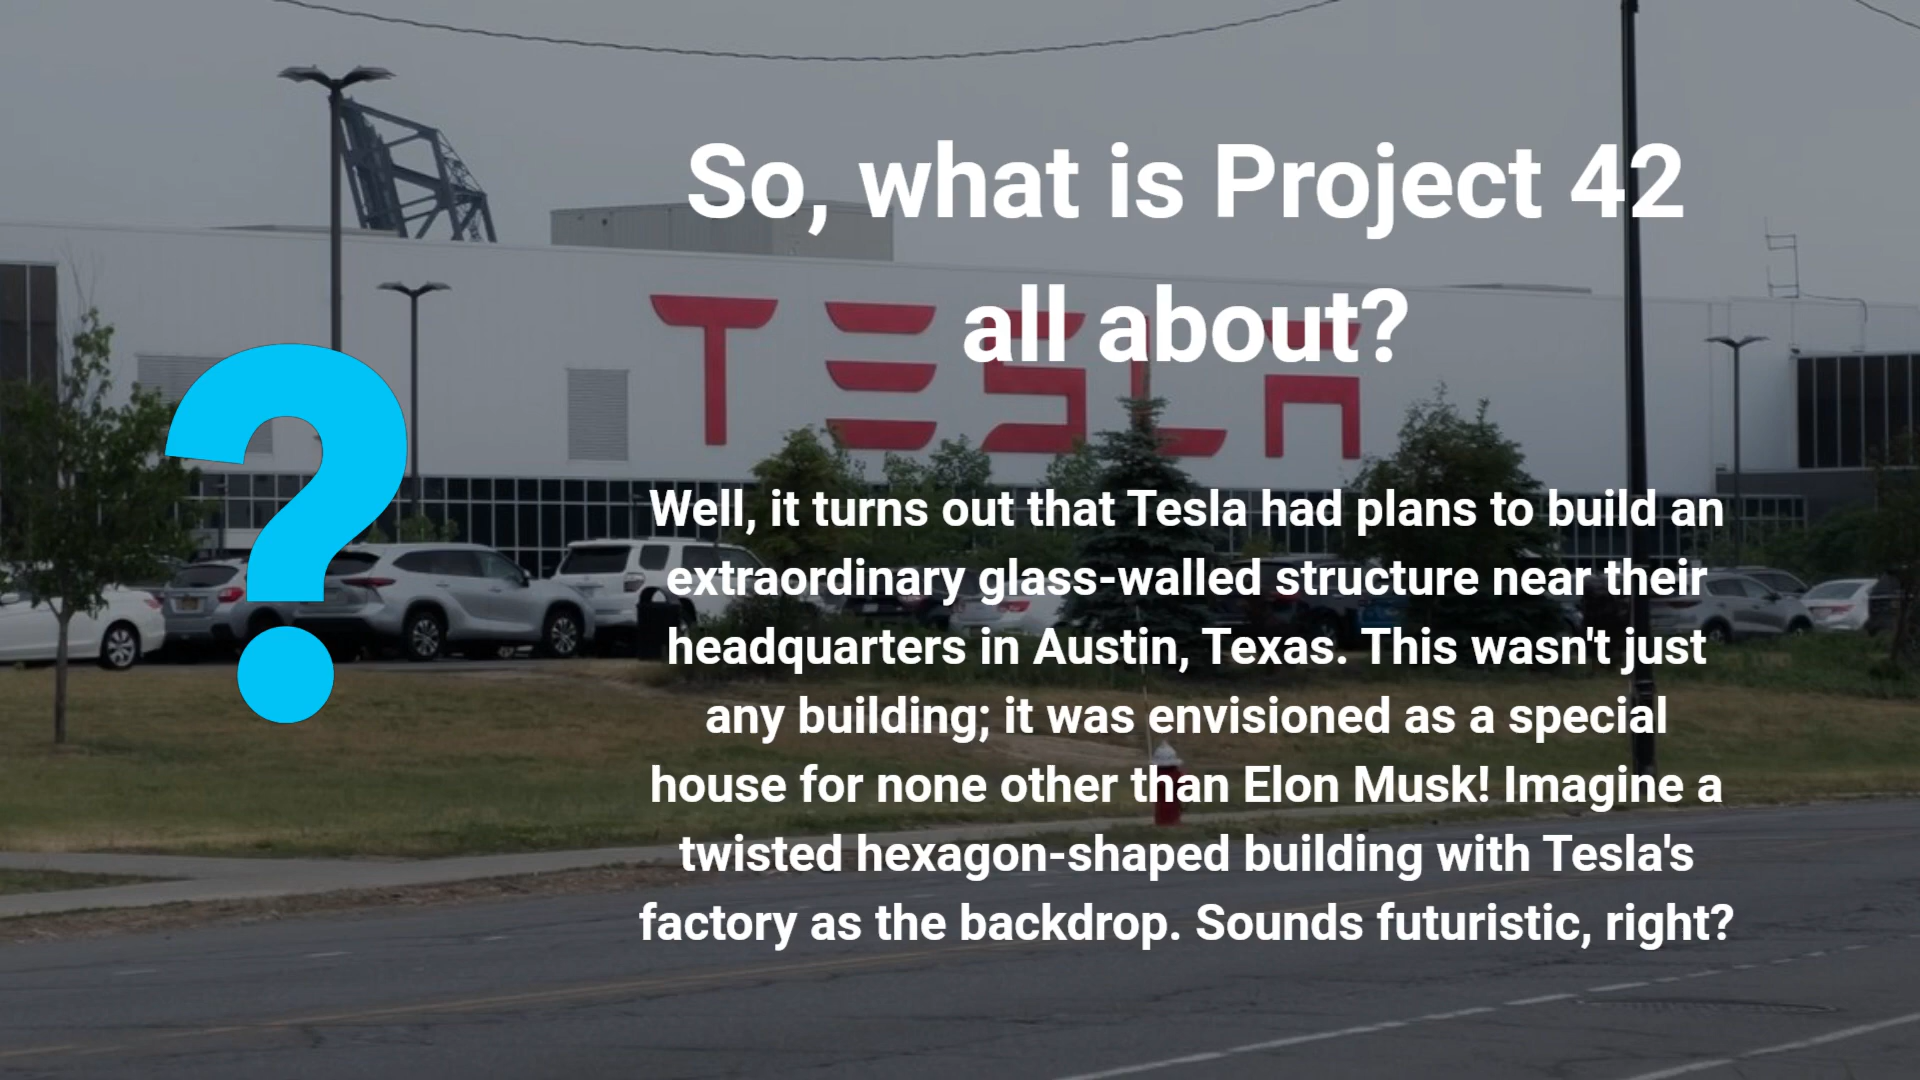 So, what is Project 42
all about?
TESLA
?
Well, it turns out that Tesla had plans to build an
extraordinary glass-walled structure near their
headquarters in Austin, Texas. This wasn't just
any building; it was envisioned as a special
house for none other than Elon Musk! Imagine a
twisted hexagon-shaped building with Tesla's
factory as the backdrop. Sounds futuristic, right?